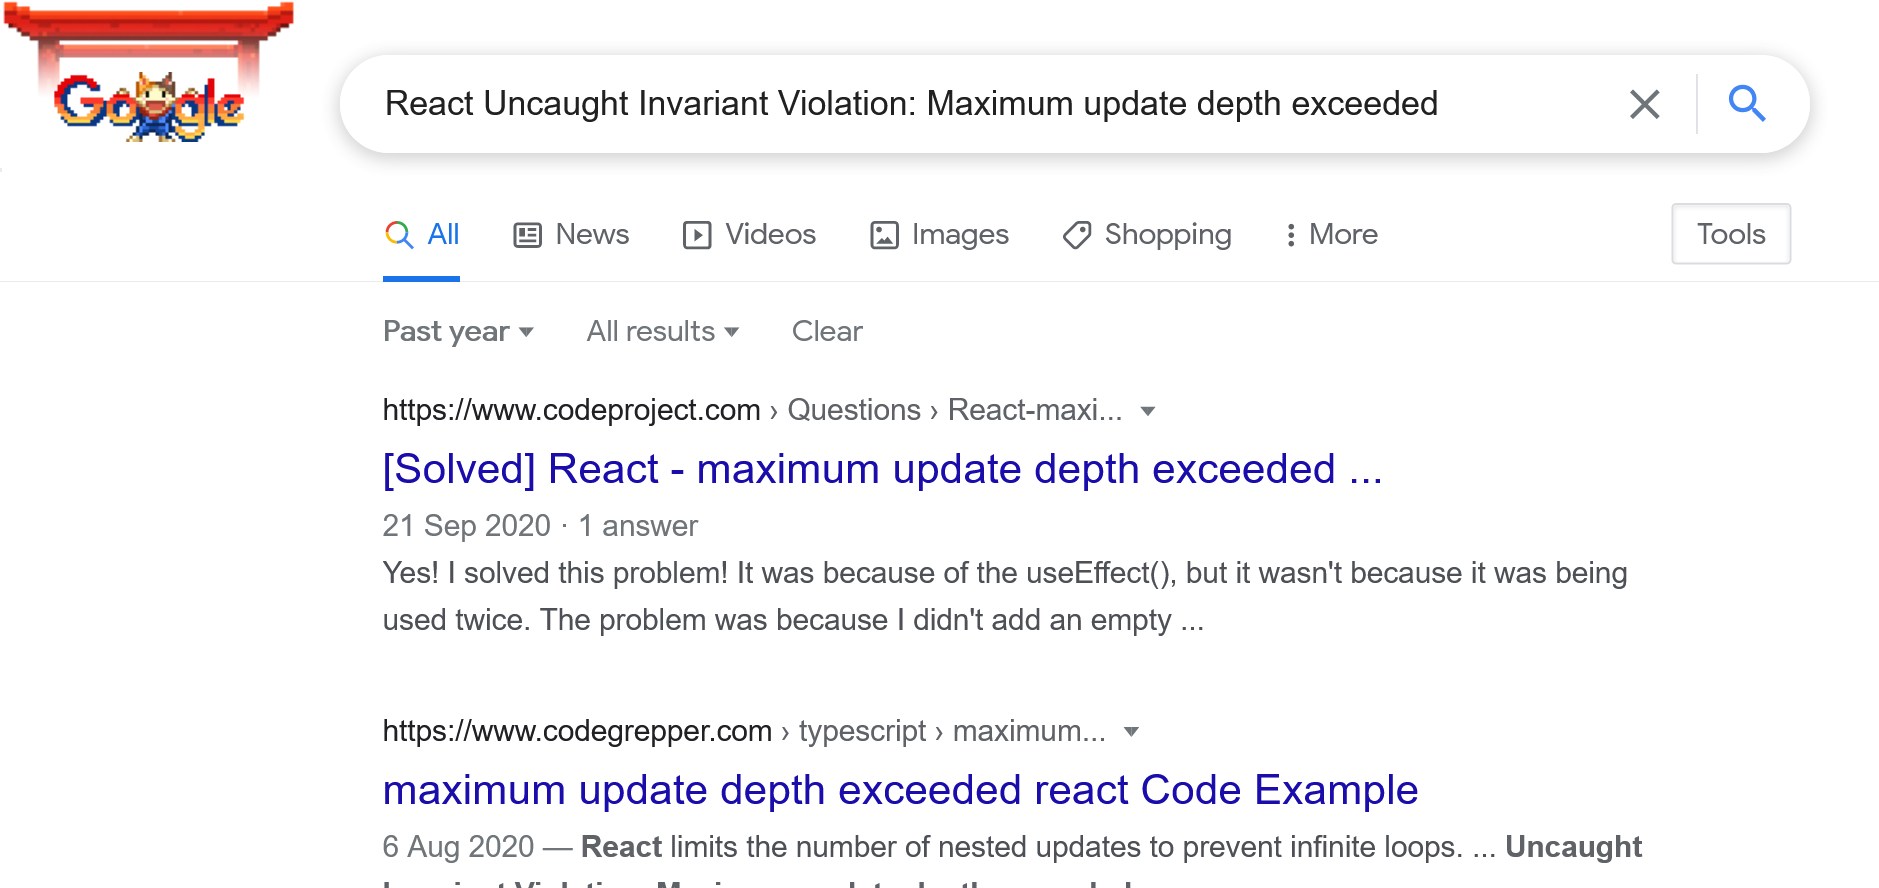 Google
React Uncaught Invariant Violation: Maximum update depth exceeded
All News Videos Images Shopping More Tools
Past year All results Clear
https://www.codeproject.com › Questions › React-maxi...
[Solved] React - maximum update depth exceeded ...
21 Sep 2020 · 1 answer
Yes! I solved this problem! It was because of the useEffect(), but it wasn't because it was being
used twice. The problem was because I didn't add an empty ...
https://www.codegrepper.com › typescript › maximum...
maximum update depth exceeded react Code Example
6 Aug 2020 — React limits the number of nested updates to prevent infinite loops. ... Uncaught